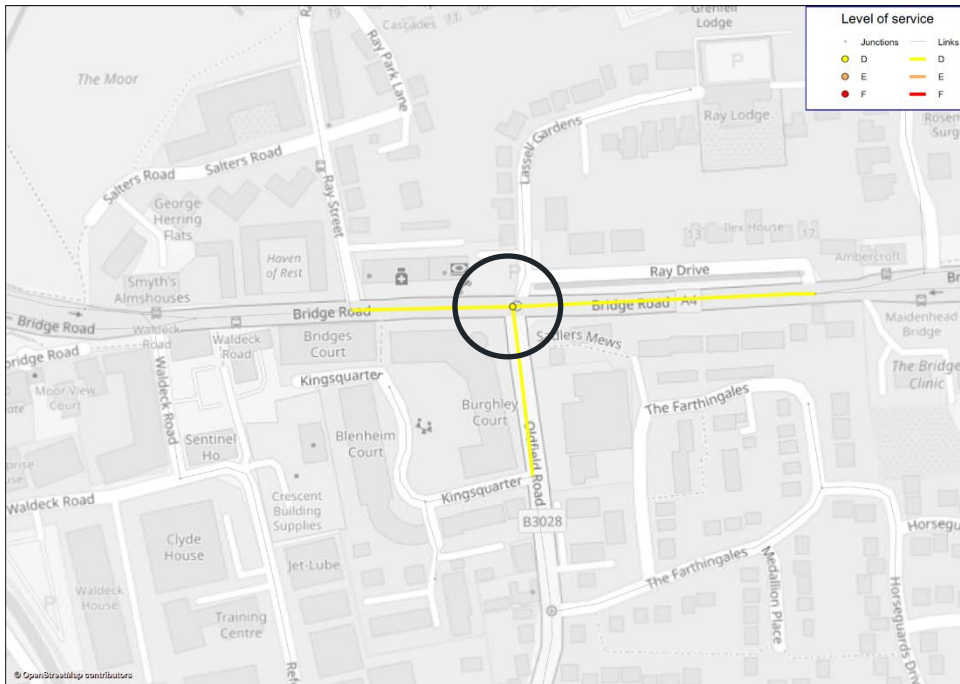 Level of service
Junctions
Links
D
D
E
E
F
F
Grenfell
Lodge
Cascades
19
11
The Moor
Ray Park Lane
P
Ray Lodge
Lassell Gardens
Salters Road
Salters Road
George
Herring
Flats
Ray Street
Haven
of Rest
13
Ilex House
17
Ambercroft
Smyth's
Almshouses
P
Ray Drive
Bridge Road
Waldeck
Road
Bridge Road
Bridge Road
A4
Bridge Road
Waldeck
Road
Bridges
Court
Sadlers Mews
Maidenhead
Bridge
Moor View
Court
Waldeck Road
Kingsquarter
The Bridge
Clinic
Burghley
Court
The Farthingales
Sentinel
Ho
Blenheim
Court
Oldfield Road
Waldeck Road
Crescent
Building
Supplies
Kingsquarter
B3028
Clyde
House
Jet-Lube
The Farthingales
Medallion Place
Horseguards Drive
Waldeck
House
P
Training
Centre
© OpenStreetMap contributors